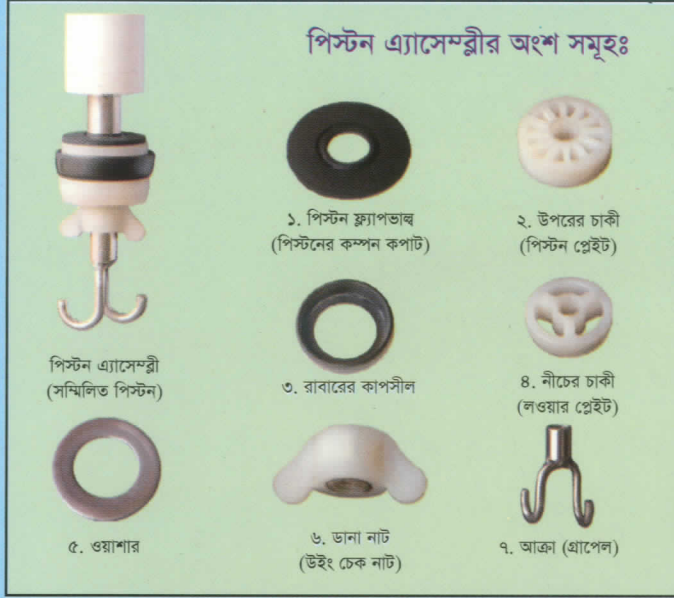 পিস্টন এ্যাসেম্ব্লীর অংশ সমূহঃ
১. পিস্টন ফ্ল্যাপভাল্ব
(পিস্টনের কম্পন কপাট)
২. উপরের চাকী
(পিস্টন প্লেইট)
পিস্টন এ্যাসেম্ব্লী
(সম্মিলিত পিস্টন)
৩. রাবারের কাপসীল
৪. নীচের চাকী
(লওয়ার প্লেইট)
৫. ওয়াশার
৬. ডানা নাট
(উইং চেক নাট)
৭. আক্রা (গ্রাপেল)